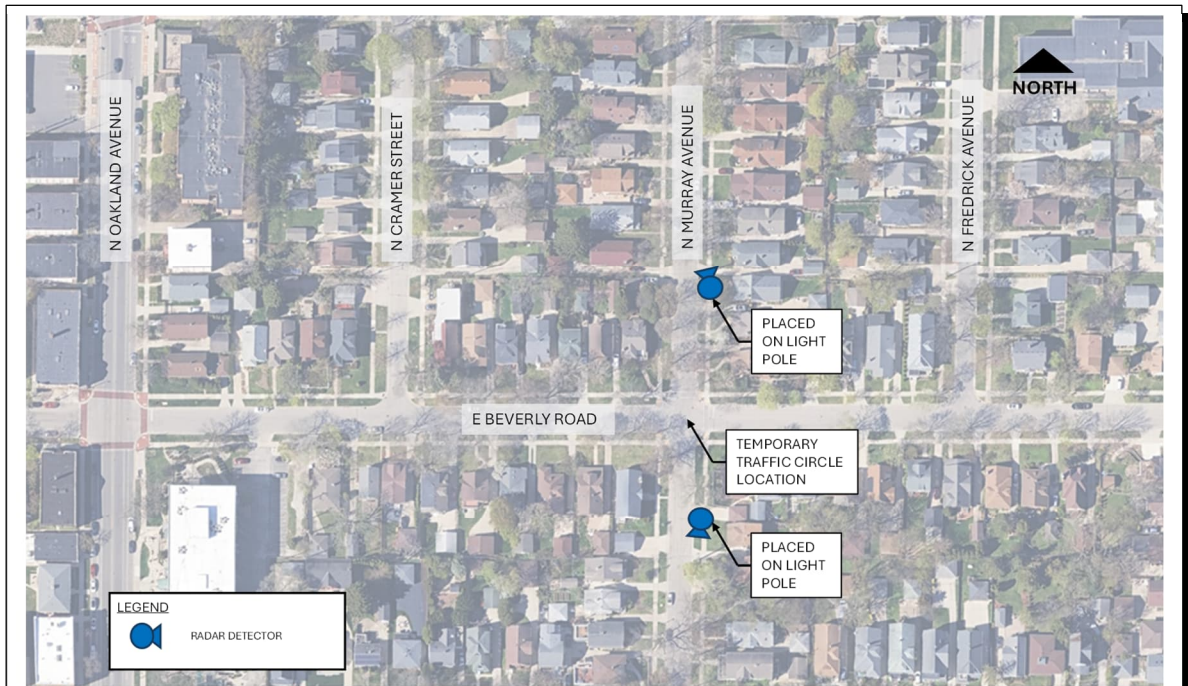 N OAKLAND AVENUE
N CRAMER STREET
N MURRAY AVENUE
N FREDRICK AVENUE
NORTH
PLACED
ON LIGHT
POLE
E BEVERLY ROAD
TEMPORARY
TRAFFIC CIRCLE
LOCATION
PLACED
ON LIGHT
POLE
LEGEND
RADAR DETECTOR